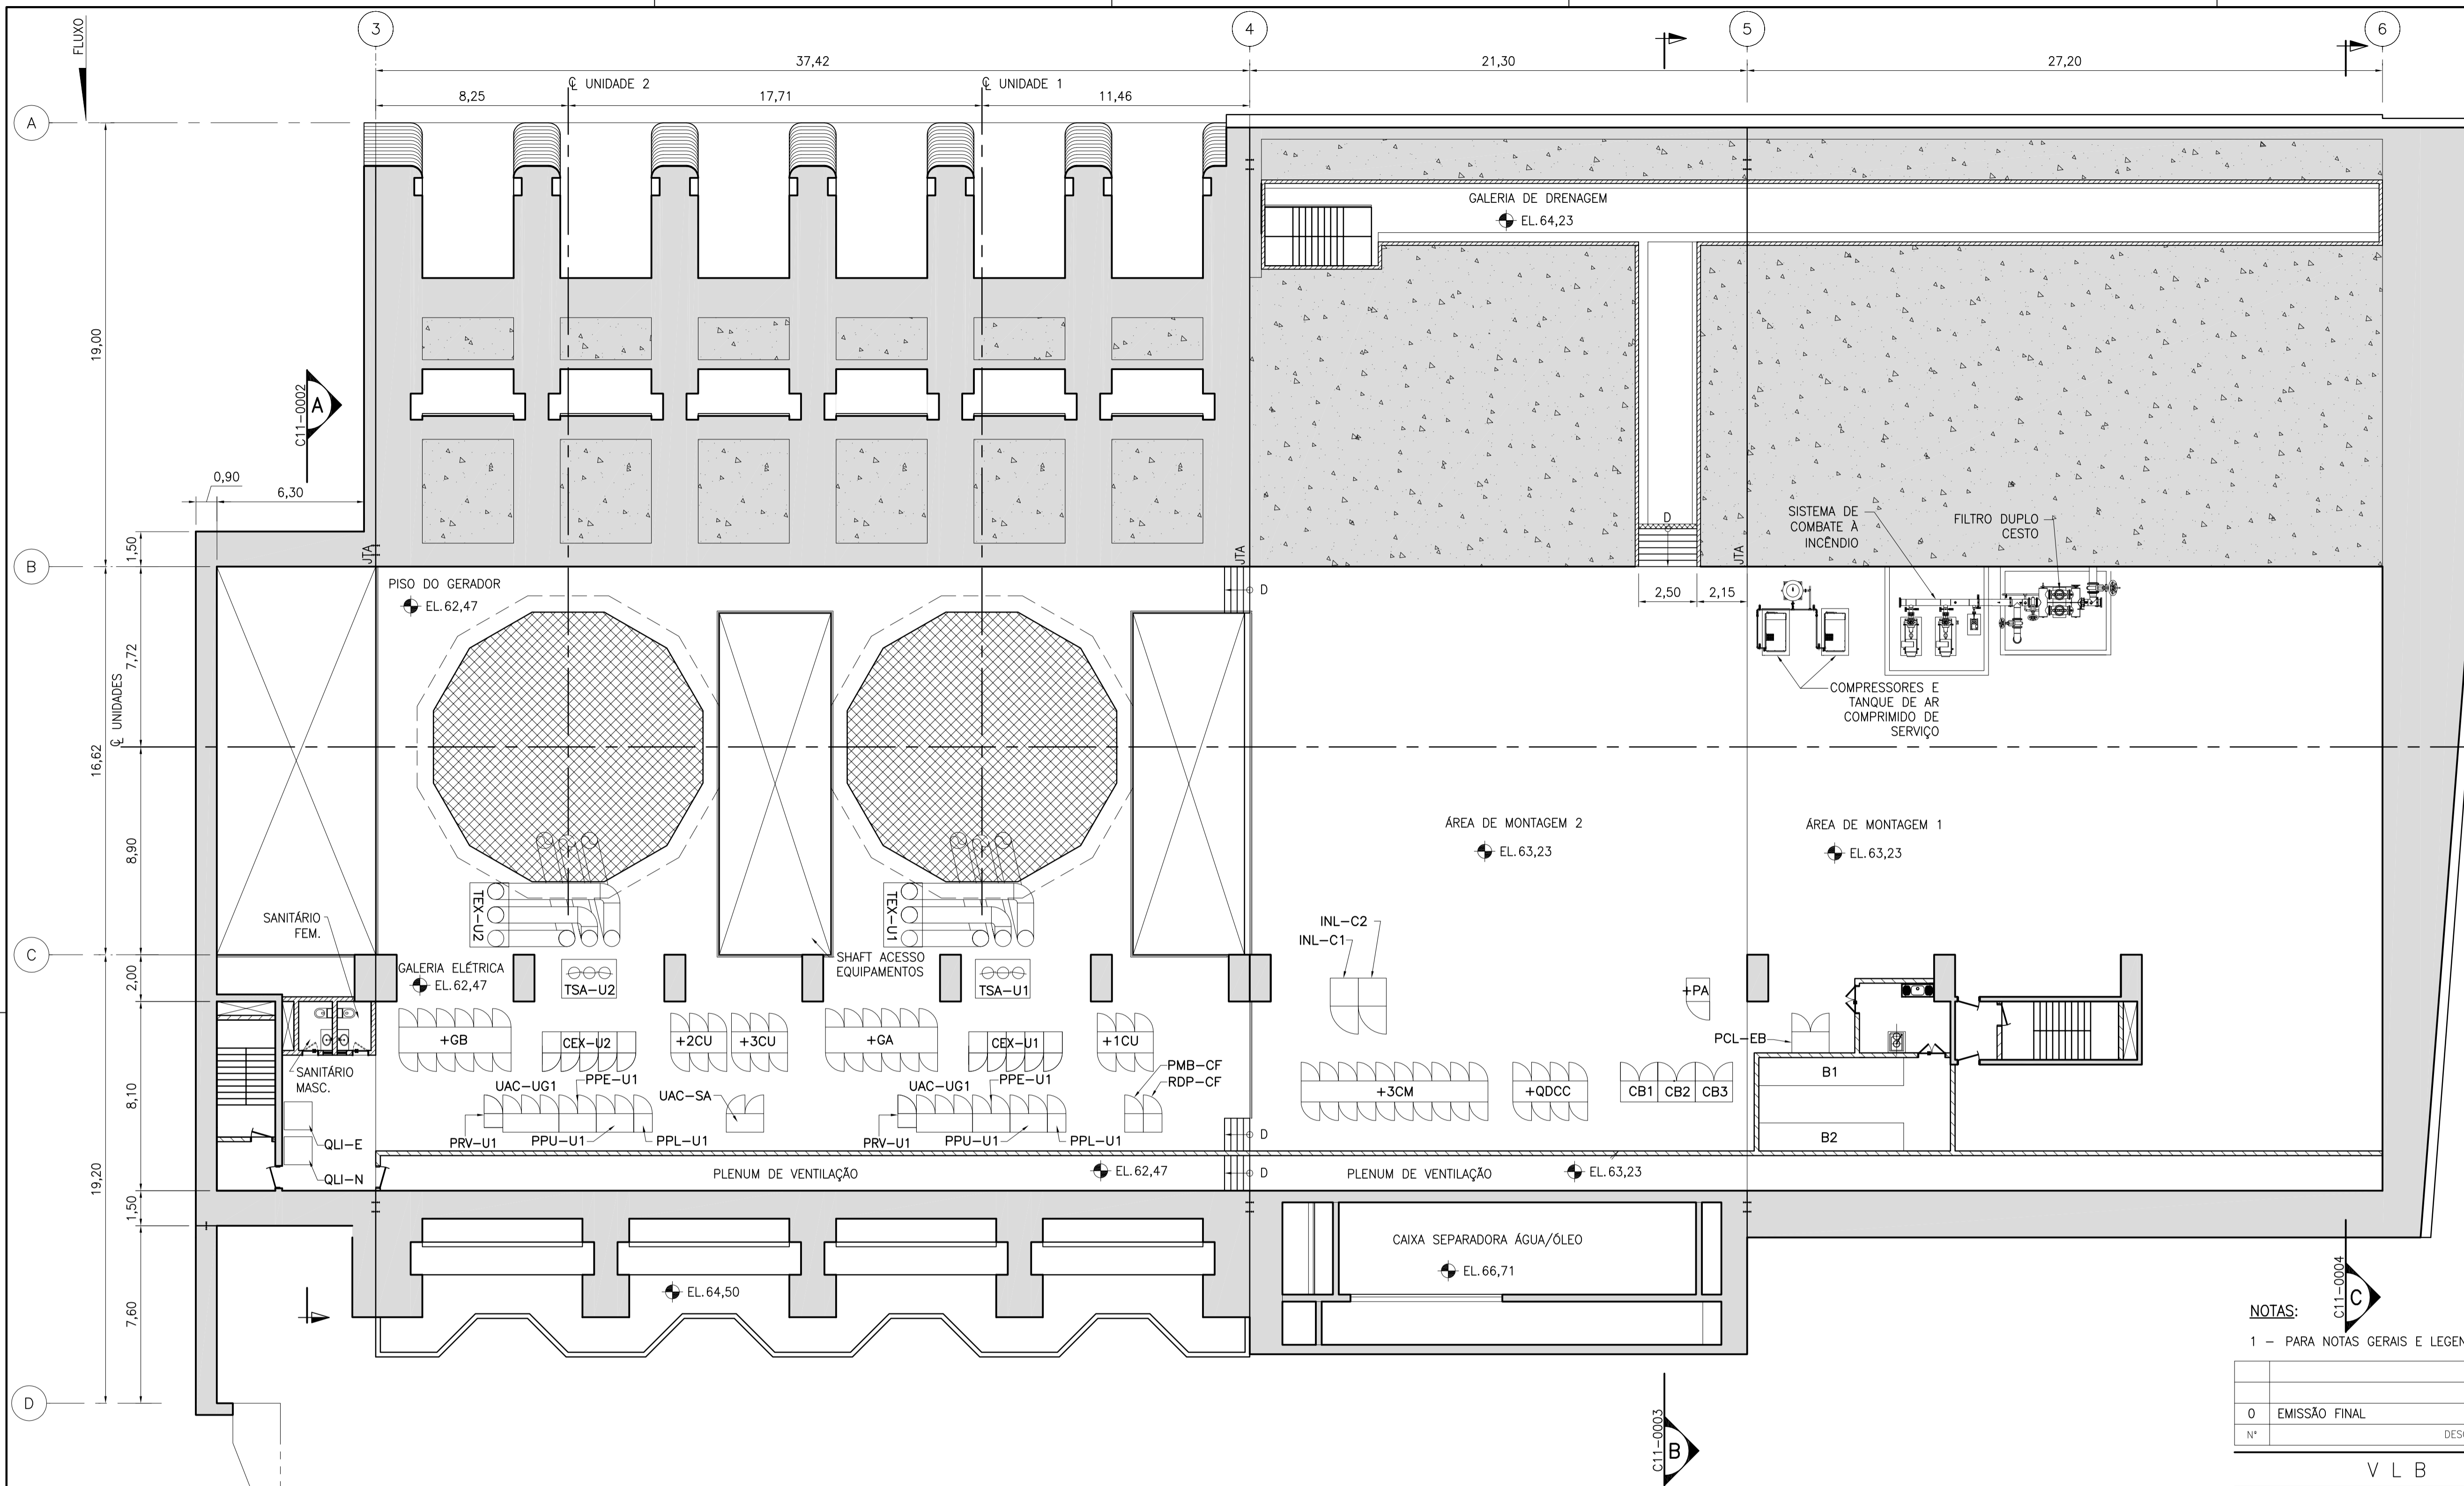 FLUXO
3
4
5
6
37,42
21,30
27,20
℄ UNIDADE 2
℄ UNIDADE 1
8,25
17,71
11,46
A
GALERIA DE DRENAGEM
EL.64,23
19,00
C11-0002
A
0,90
6,30
1,50
JTA
JTA
JTA
D
SISTEMA DE
COMBATE À
INCÊNDIO
FILTRO DUPLO
CESTO
B
PISO DO GERADOR
EL.62,47
D
2,50
2,15
7,72
℄ UNIDADES
16,62
COMPRESSORES E
TANQUE DE AR
COMPRIMIDO DE
SERVIÇO
8,90
ÁREA DE MONTAGEM 2
EL.63,23
ÁREA DE MONTAGEM 1
EL.63,23
TEX-U2
TEX-U1
SANITÁRIO
FEM.
INL-C2
INL-C1
C
GALERIA ELÉTRICA
EL.62,47
SHAFT ACESSO
EQUIPAMENTOS
2,00
TSA-U2
TSA-U1
+PA
+GB
CEX-U2
+2CU
+3CU
+GA
CEX-U1
+1CU
PCL-EB
SANITÁRIO
MASC.
UAC-UG1
PPE-U1
UAC-SA
UAC-UG1
PPE-U1
PMB-CF
RDP-CF
+3CM
+QDCC
CB1
CB2
CB3
B1
8,10
QLI-E
PRV-U1
PPU-U1
PPL-U1
PRV-U1
PPU-U1
PPL-U1
D
B2
QLI-N
PLENUM DE VENTILAÇÃO
EL.62,47
D
PLENUM DE VENTILAÇÃO
EL.63,23
19,20
1,50
CAIXA SEPARADORA ÁGUA/ÓLEO
EL.66,71
EL.64,50
7,60
C11-0004
C
NOTAS:
1 – PARA NOTAS GERAIS E LEGEN
D
C11-0003
B
0 EMISSÃO FINAL
Nº DES
V L B